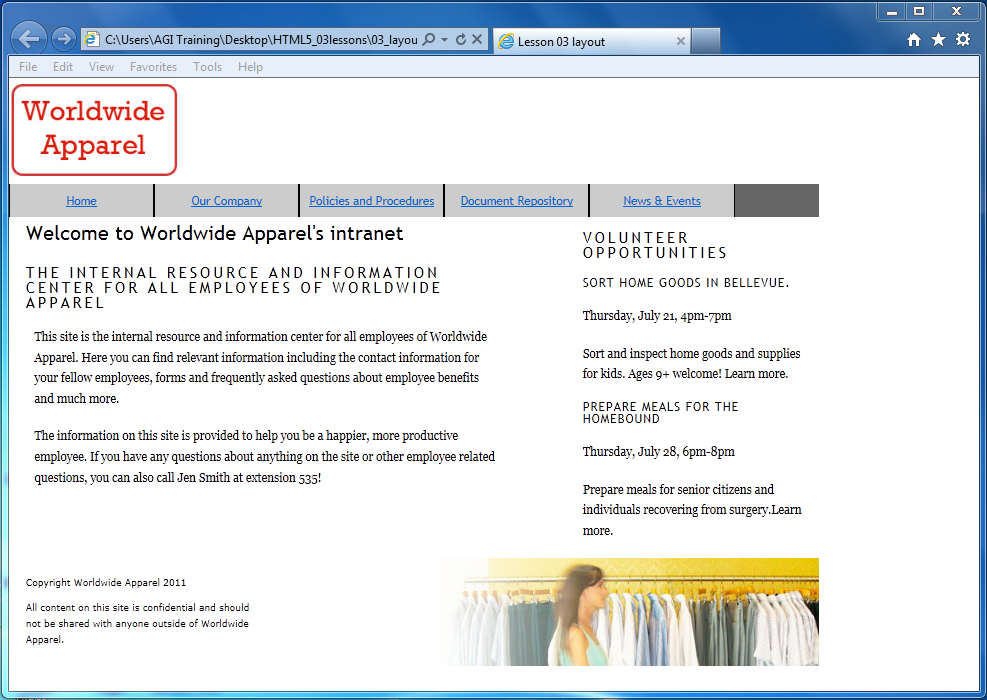 C:\Users\AGI Training\Desktop\HTML5_03lessons\03_layou
Lesson 03 layout
File Edit View Favorites Tools Help
Worldwide
Apparel
Home Our Company Policies and Procedures Document Repository News & Events
Welcome to Worldwide Apparel's intranet
THE INTERNAL RESOURCE AND INFORMATION
CENTER FOR ALL EMPLOYEES OF WORLDWIDE
APPAREL
This site is the internal resource and information center for all employees of Worldwide
Apparel. Here you can find relevant information including the contact information for
your fellow employees, forms and frequently asked questions about employee benefits
and much more.
The information on this site is provided to help you be a happier, more productive
employee. If you have any questions about anything on the site or other employee related
questions, you can also call Jen Smith at extension 535!
VOLUNTEER
OPPORTUNITIES
SORT HOME GOODS IN BELLEVUE.
Thursday, July 21, 4pm-7pm
Sort and inspect home goods and supplies
for kids. Ages 9+ welcome! Learn more.
PREPARE MEALS FOR THE
HOMEBOUND
Thursday, July 28, 6pm-8pm
Prepare meals for senior citizens and
individuals recovering from surgery.Learn
more.
Copyright Worldwide Apparel 2011
All content on this site is confidential and should
not be shared with anyone outside of Worldwide
Apparel.